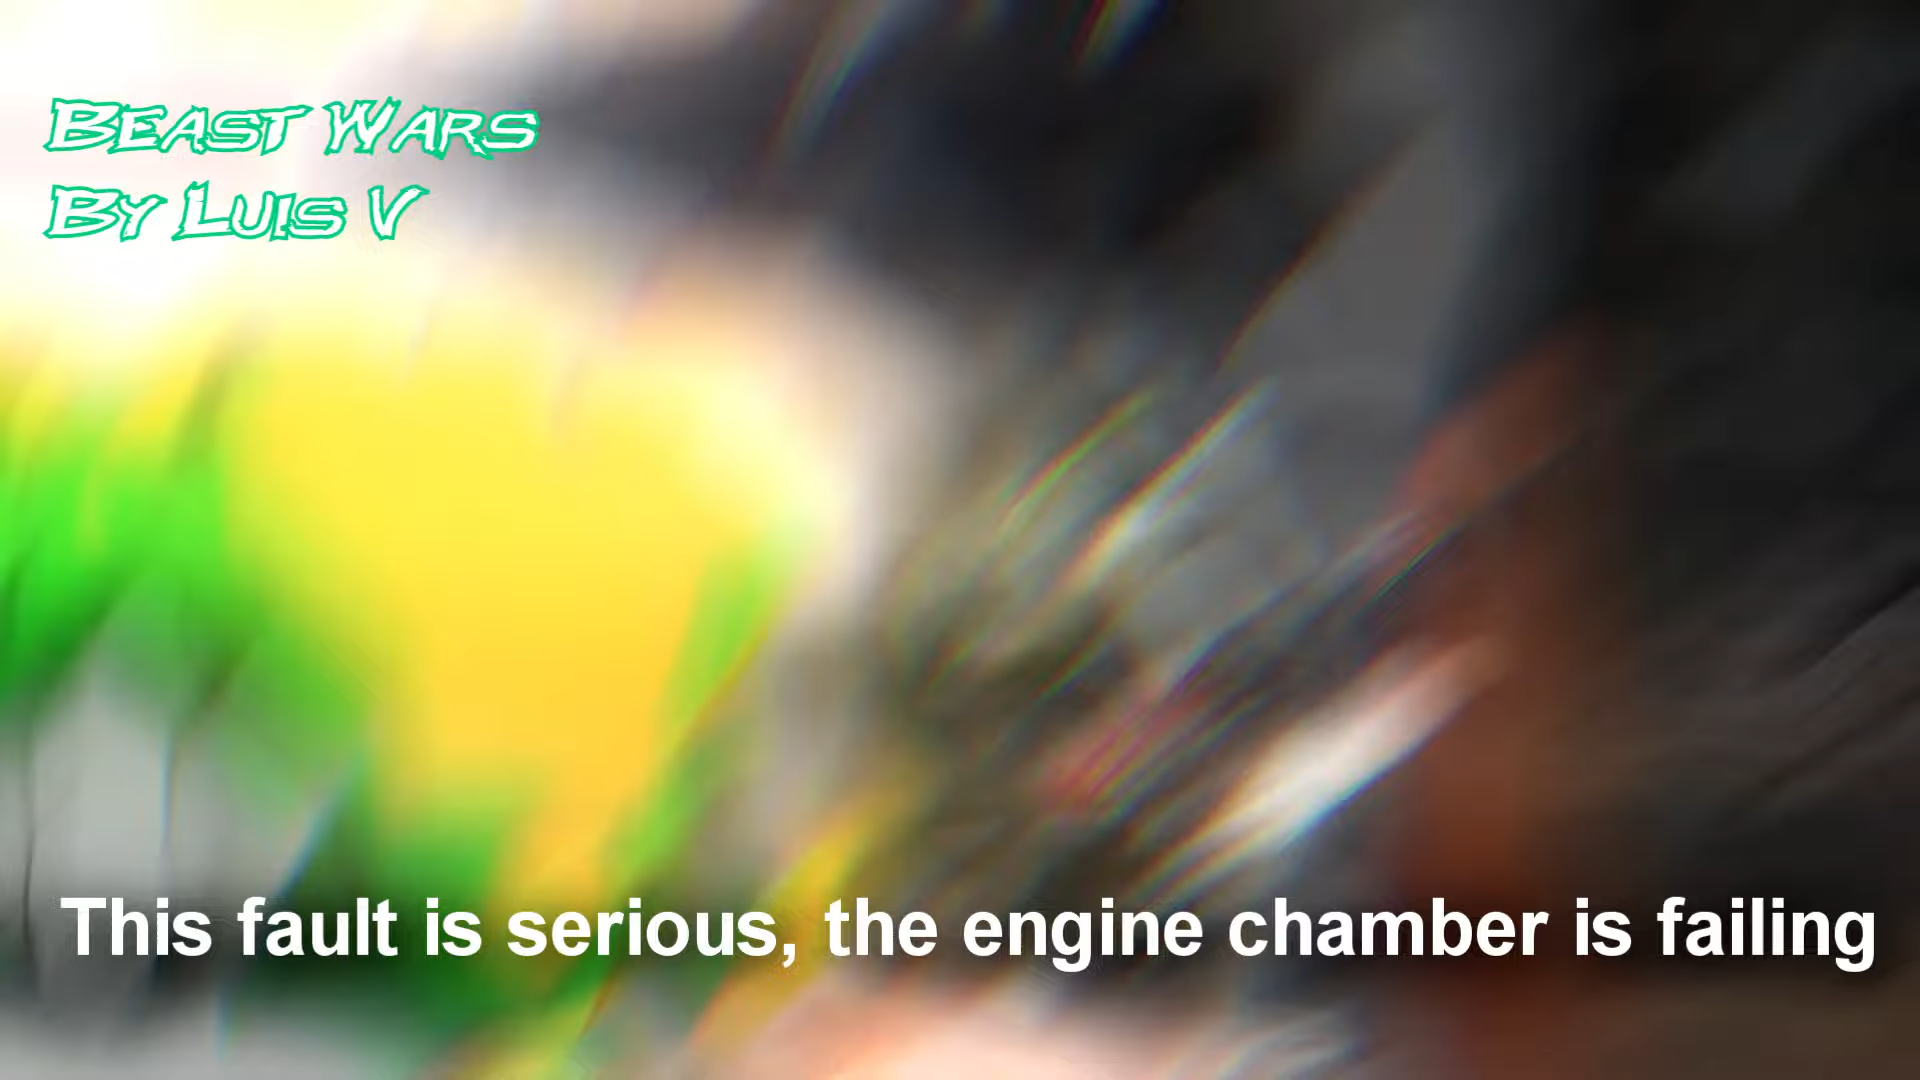 Beast Wars
By Luis V
This fault is serious, the engine chamber is failing